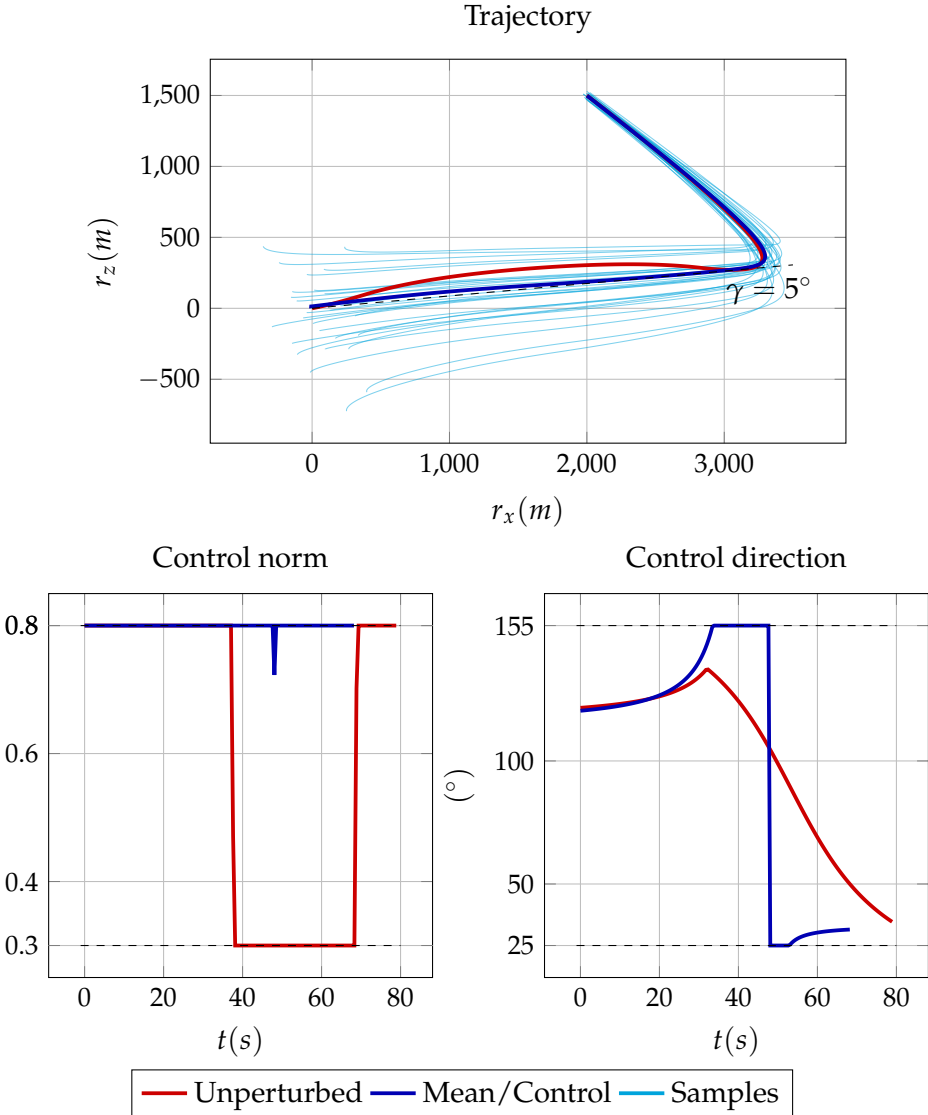 Trajectory
1,500
1,000
500
0
−500
r_z(m)
γ = 5°
0 1,000 2,000 3,000
r_x(m)
Control norm Control direction
0.8
0.6
0.4
0.3
0 20 40 60 80
t(s)
(°)
155
100
50
25
0 20 40 60 80
t(s)
Unperturbed Mean/Control Samples